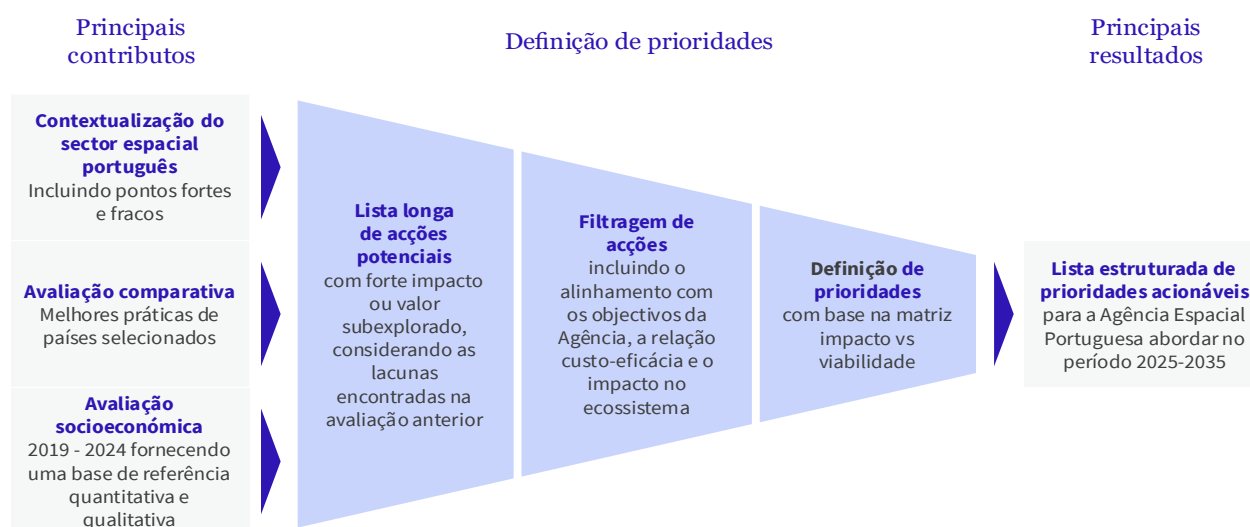 Principais
contributos
Definição de prioridades
Principais
resultados
Contextualização do
sector espacial
português
Incluindo pontos fortes
e fracos
Avaliação comparativa
Melhores práticas de
países selecionados
Avaliação
socioeconómica
2019 - 2024 fornecendo
uma base de referência
quantitativa e
qualitativa
Lista longa
de acções
potenciais
com forte impacto
ou valor
subexplorado,
considerando as
lacunas
encontradas na
avaliação anterior
Filtragem de
acções
incluindo o
alinhamento com
os objectivos da
Agência, a relação
custo-eficácia e o
impacto no
ecossistema
Definição de
prioridades
com base na matriz
impacto vs
viabilidade
Lista estruturada de
prioridades acionáveis
para a Agência Espacial
Portuguesa abordar no
período 2025-2035